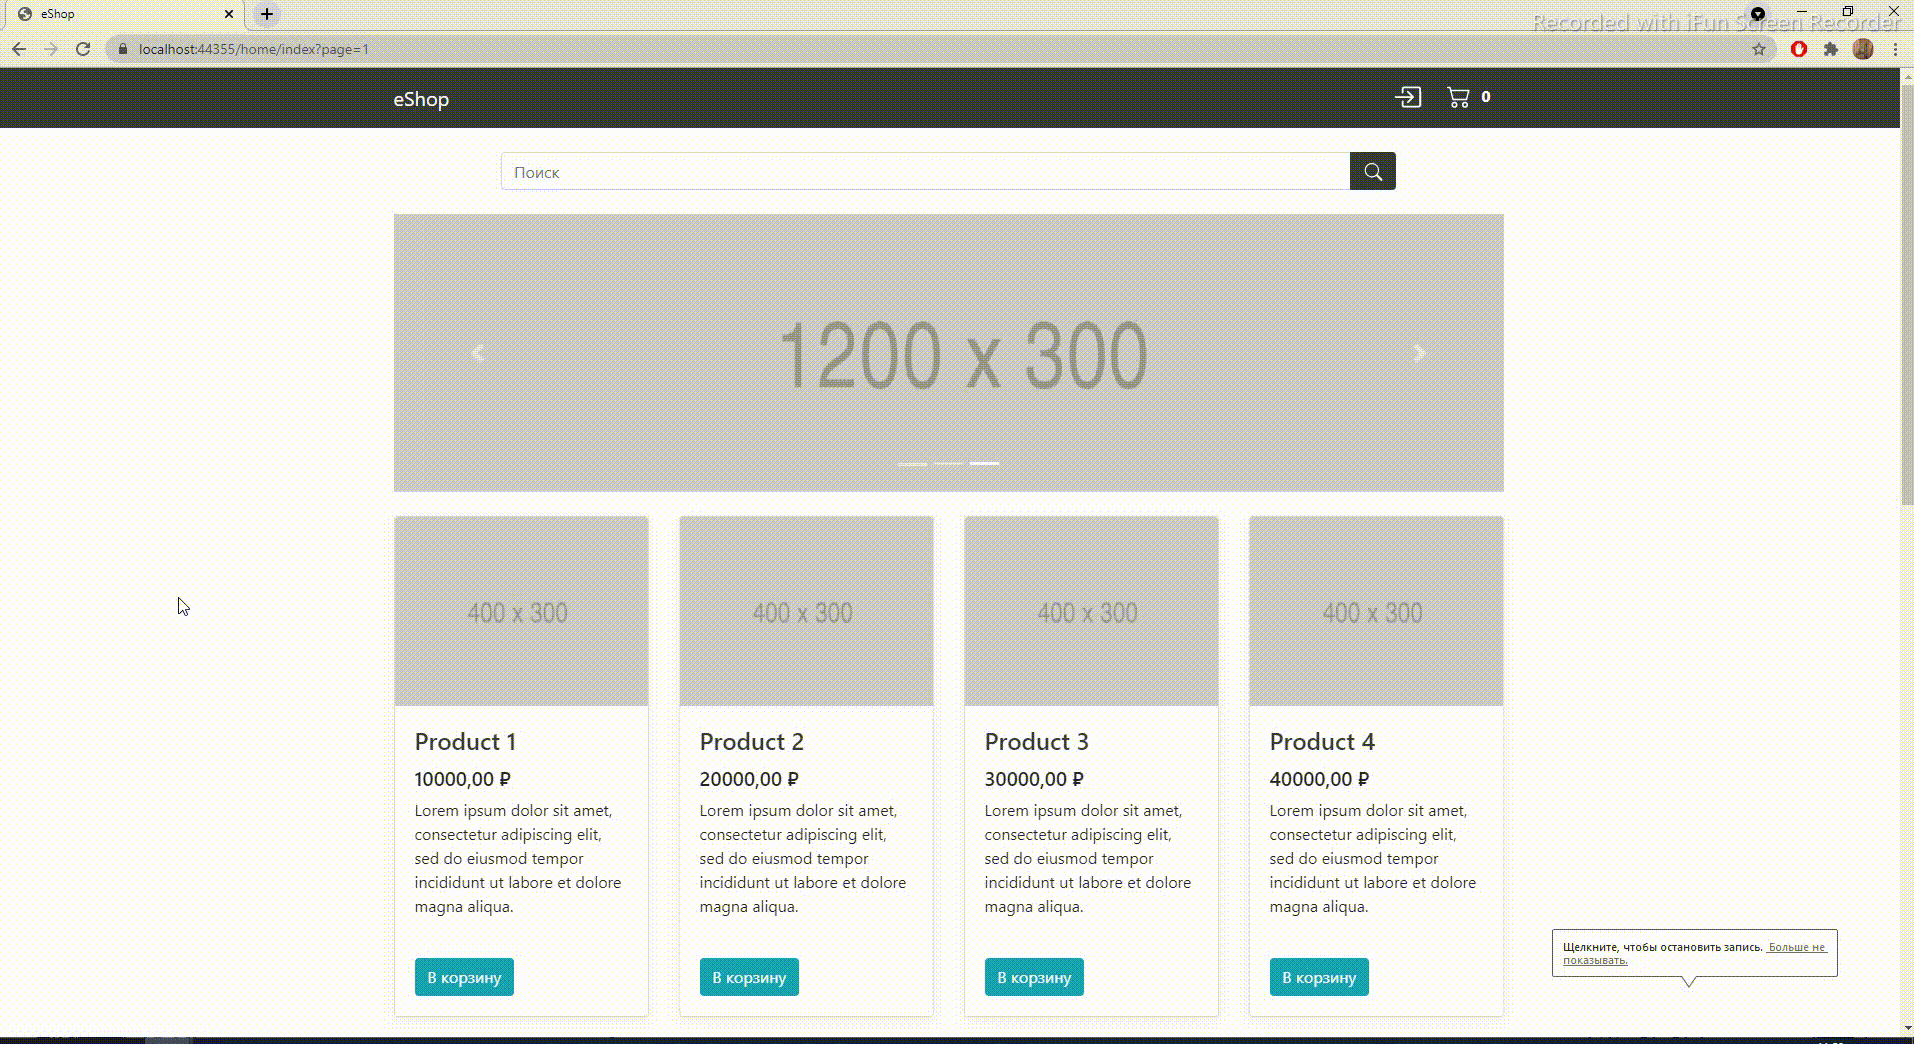 eShop
Recorded with iFun Screen Recorder
localhost:44355/home/index?page=1
eShop
0
Поиск
1200 x 300
400 x 300
400 x 300
400 x 300
400 x 300
Product 1
10000,00 ₽
Lorem ipsum dolor sit amet,
consectetur adipiscing elit,
sed do eiusmod tempor
incididunt ut labore et dolore
magna aliqua.
В корзину
Product 2
20000,00 ₽
Lorem ipsum dolor sit amet,
consectetur adipiscing elit,
sed do eiusmod tempor
incididunt ut labore et dolore
magna aliqua.
В корзину
Product 3
30000,00 ₽
Lorem ipsum dolor sit amet,
consectetur adipiscing elit,
sed do eiusmod tempor
incididunt ut labore et dolore
magna aliqua.
В корзину
Product 4
40000,00 ₽
Lorem ipsum dolor sit amet,
consectetur adipiscing elit,
sed do eiusmod tempor
incididunt ut labore et dolore
magna aliqua.
В корзину
Щелкните, чтобы остановить запись. Больше не
показывать.